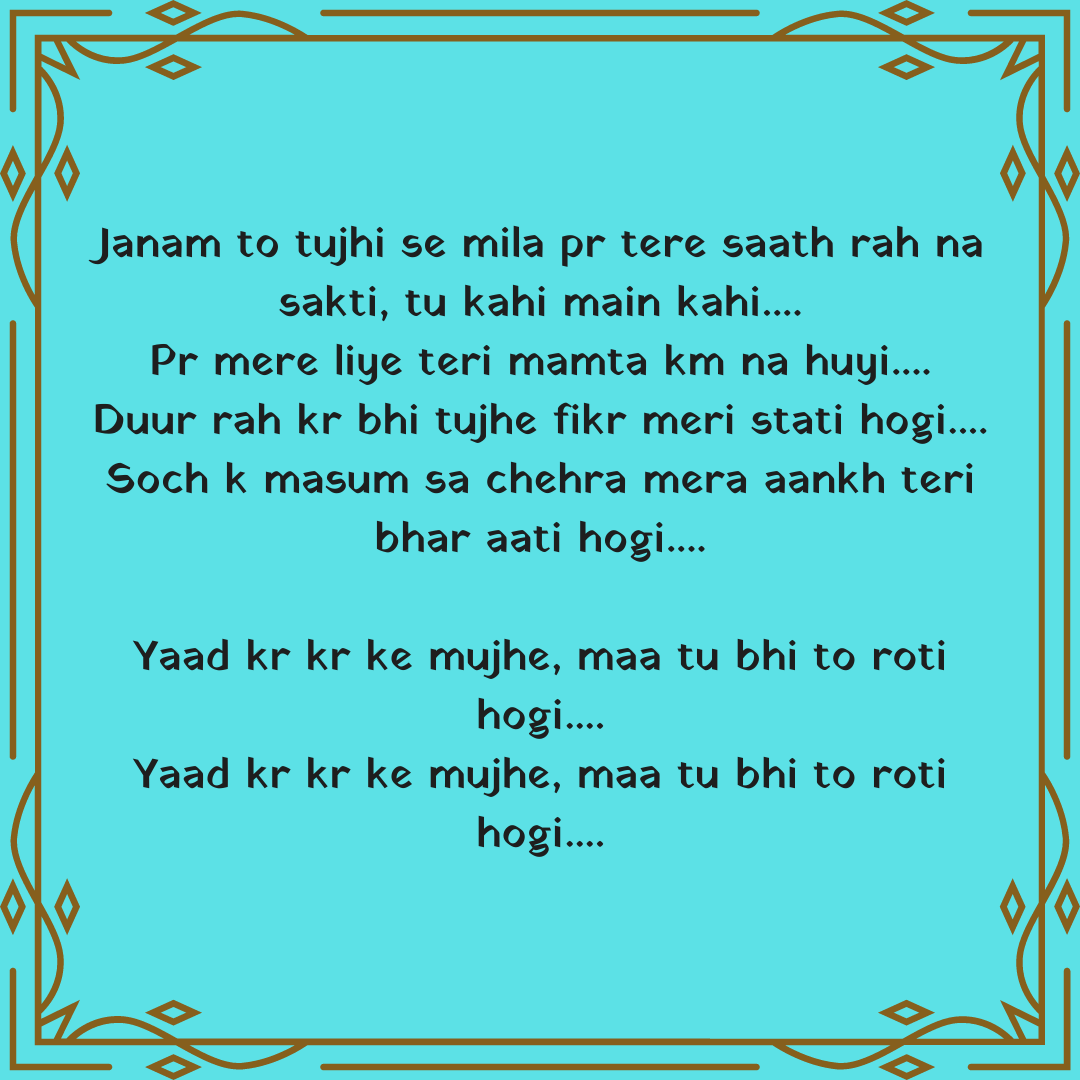 Janam to tujhi se mila pr tere saath rah na
sakti, tu kahi main kahi....
Pr mere liye teri mamta km na huyi....
Duur rah kr bhi tujhe fikr meri stati hogi....
Soch k masum sa chehra mera aankh teri
bhar aati hogi....
Yaad kr kr ke mujhe, maa tu bhi to roti
hogi....
Yaad kr kr ke mujhe, maa tu bhi to roti
hogi....